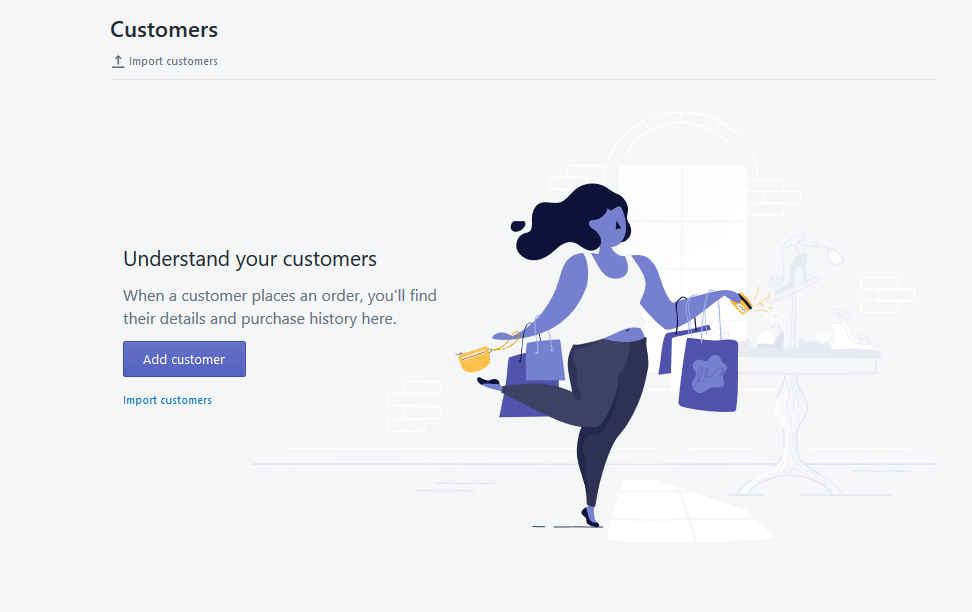 Customers
Import customers
Understand your customers
When a customer places an order, you'll find
their details and purchase history here.
Add customer
Import customers